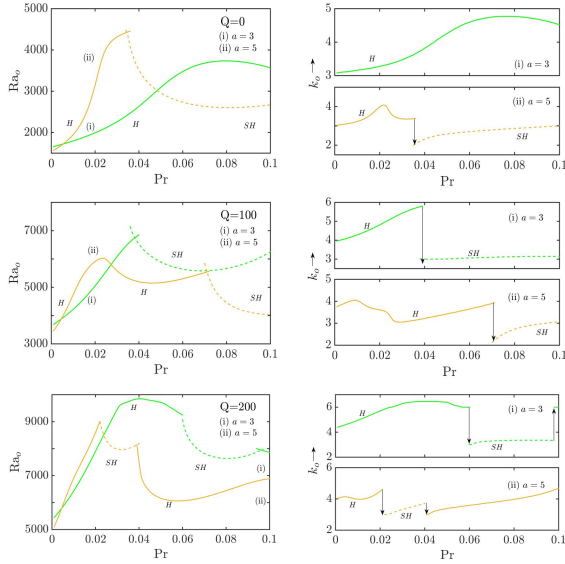 Q=0
(i) a = 3
(ii) a = 5
5000
4000
3000
2000
Ra_o
(ii)
(i)
H
H
SH
0
0.02
0.04
0.06
0.08
0.1
Pr
5
4
3
H
(i) a = 3
k_o →
4
2
H
(ii) a = 5
SH
0
0.02
0.04
0.06
0.08
0.1
Pr
Q=100
(i) a = 3
(ii) a = 5
7000
5000
3000
Ra_o
(ii)
(i)
H
H
SH
SH
0
0.02
0.04
0.06
0.08
0.1
Pr
6
5
4
3
H
(i) a = 3
SH
k_o →
5
4
3
2
H
(ii) a = 5
SH
0
0.02
0.04
0.06
0.08
0.1
Pr
Q=200
(i) a = 3
(ii) a = 5
9000
7000
5000
Ra_o
H
SH
SH
H
(i)
(ii)
0
0.02
0.04
0.06
0.08
0.1
Pr
6
4
2
H
(i) a = 3
SH
k_o →
6
4
2
H
SH
(ii) a = 5
0
0.02
0.04
0.06
0.08
0.1
Pr